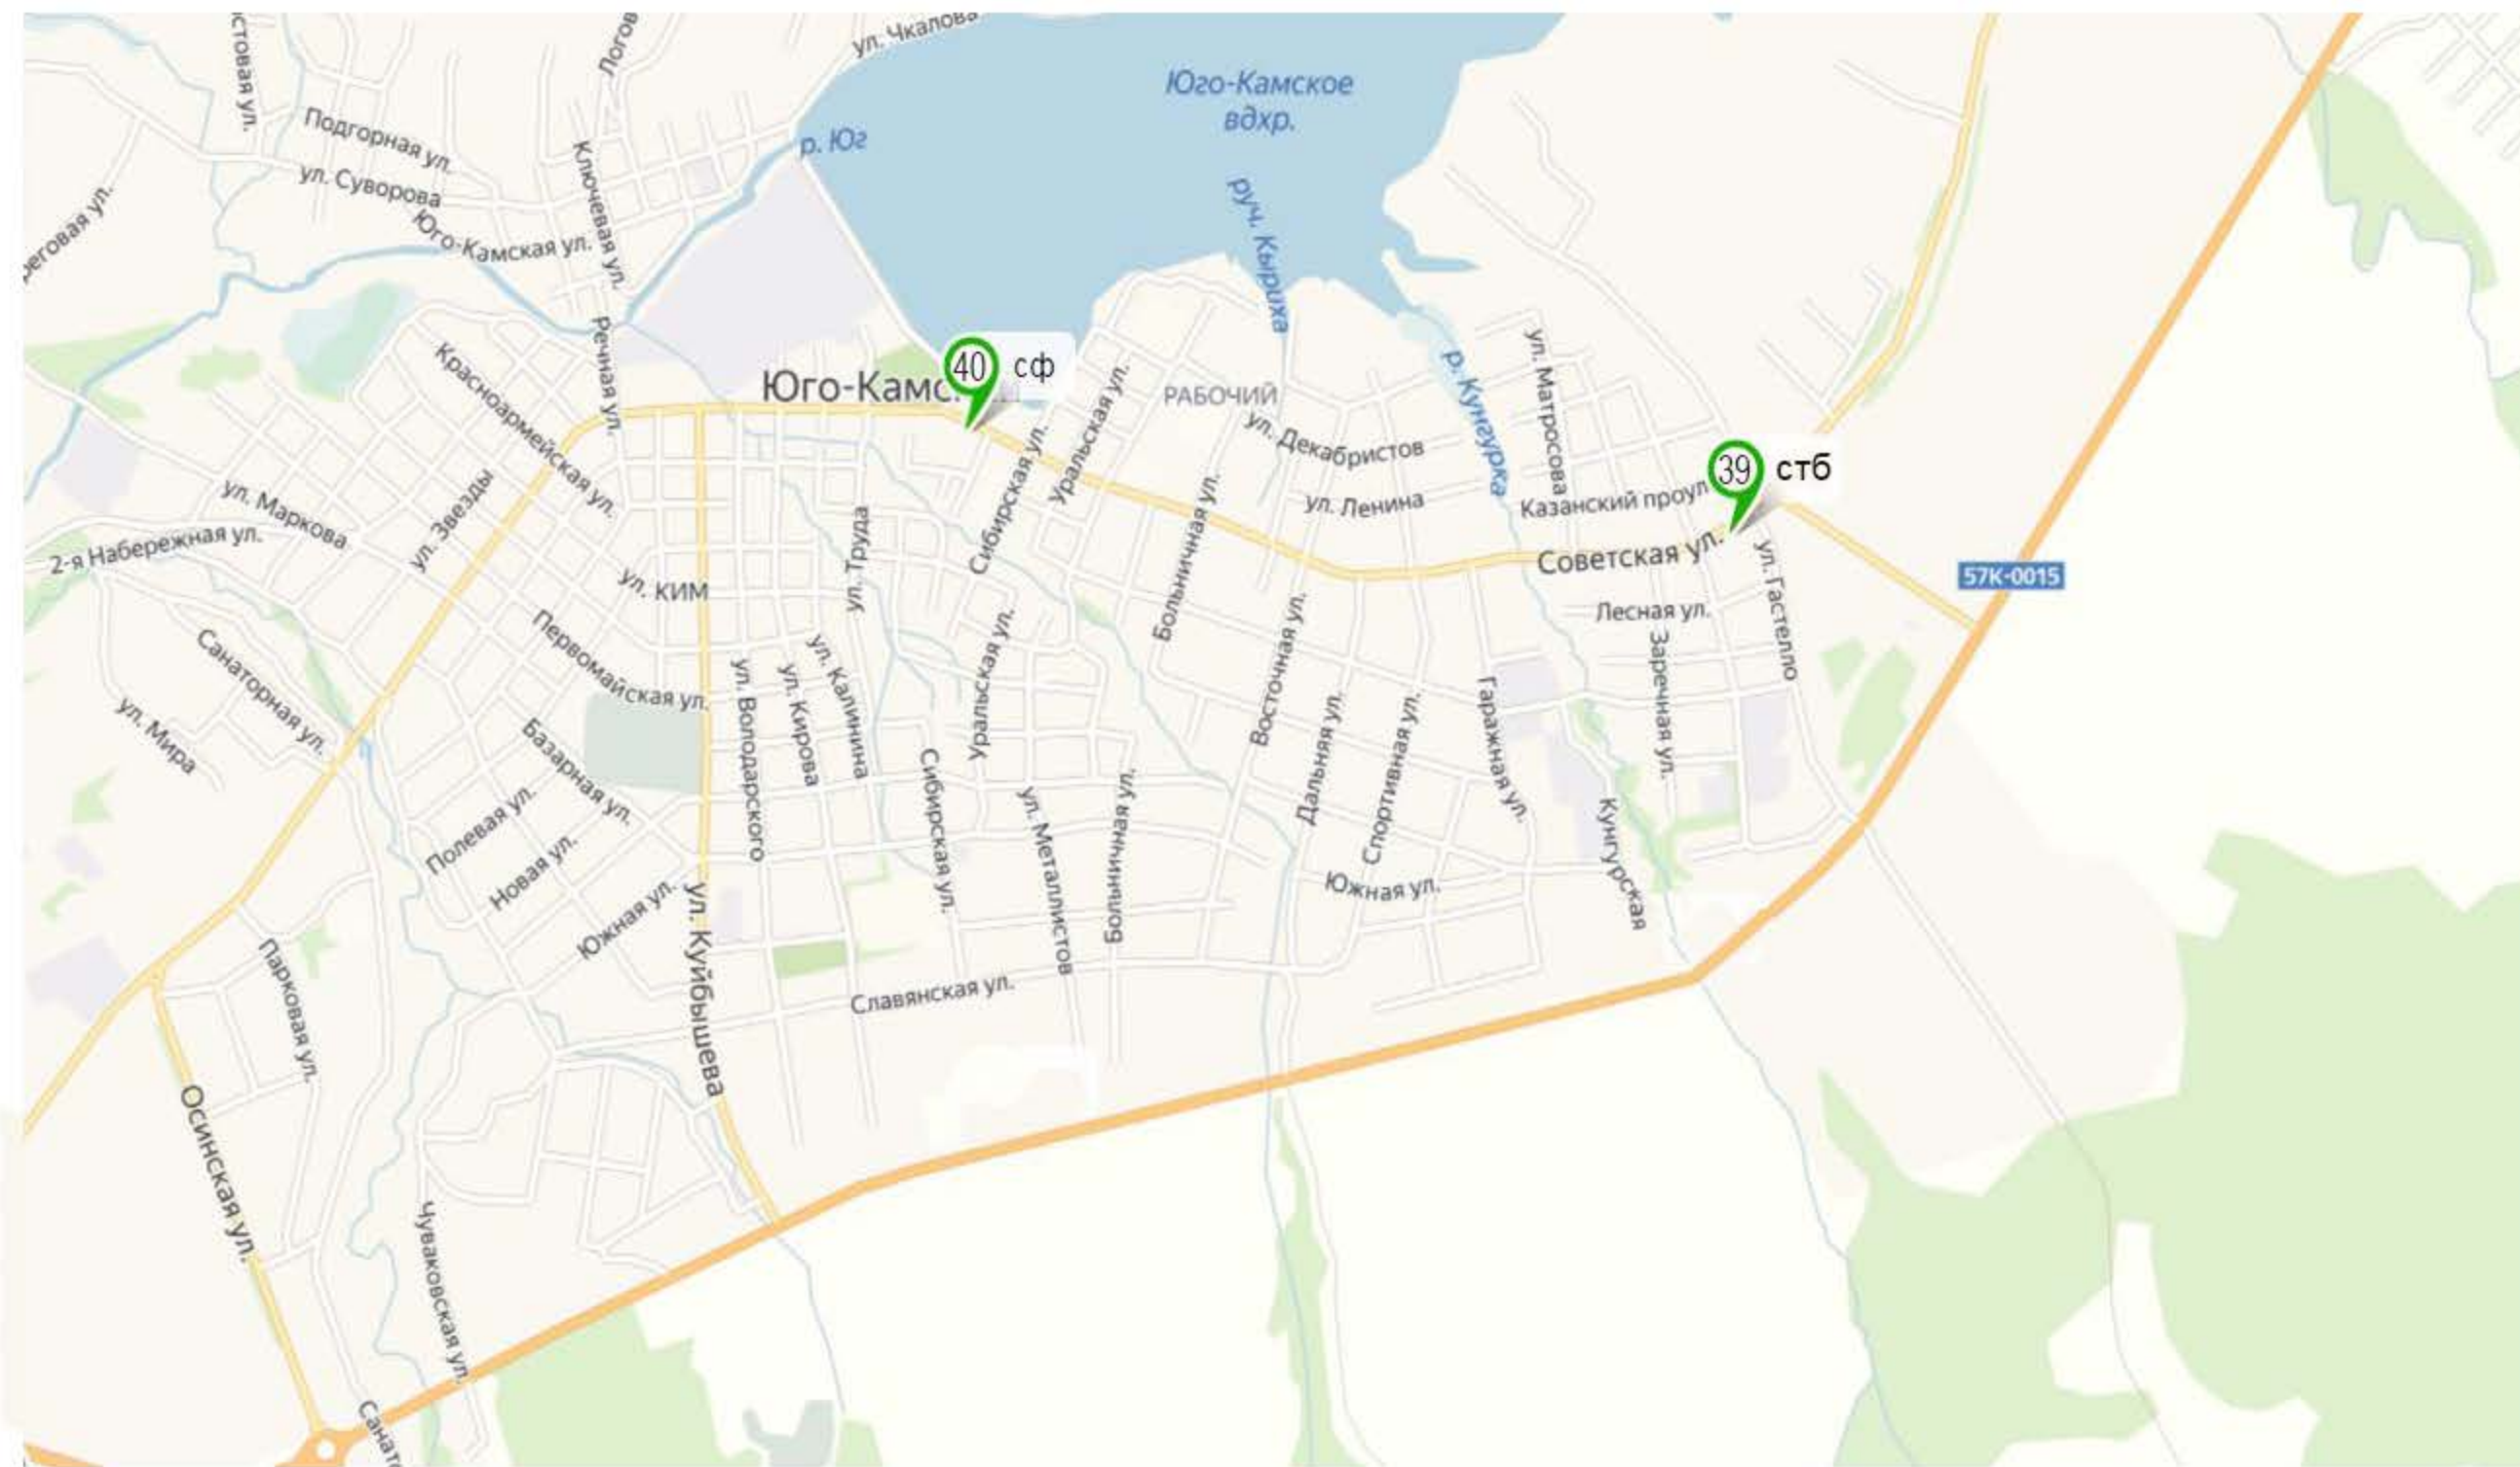 ул. Чкалова
Юго-Камское
вдхр.
Подгорная ул.
р. Юг
ул. Суворова
Ключевая ул.
руч. Кыриха
Юго-Камская ул.
Речная ул.
Красноармейская ул.
40 сф
РАБОЧИЙ
ул. Декабристов
р. Кунгурка
ул. Матросова
Уральская ул.
Сибирская ул.
39 стб
ул. Ленина
Казанский проул
ул. Маркова
ул. Звезды
2-я Набережная ул.
ул. Труда
Больничная ул.
Советская ул.
57К-0015
ул. КИМ
ул. Гастелло
Лесная ул.
Санаторная ул.
Первомайская ул.
ул. Мира
ул. Володарского
ул. Кирова
ул. Калинина
Уральская ул.
Восточная ул.
Дальняя ул.
Спортивная ул.
Гаражная ул.
Заречная ул.
Базарная ул.
Полевая ул.
Новая ул.
Южная ул.
Сибирская ул.
ул. Металлистов
Больничная ул.
Южная ул.
Кунгурская
ул. Куйбышева
Славянская ул.
Парковая ул.
Осинская ул.
Чуваковская ул.